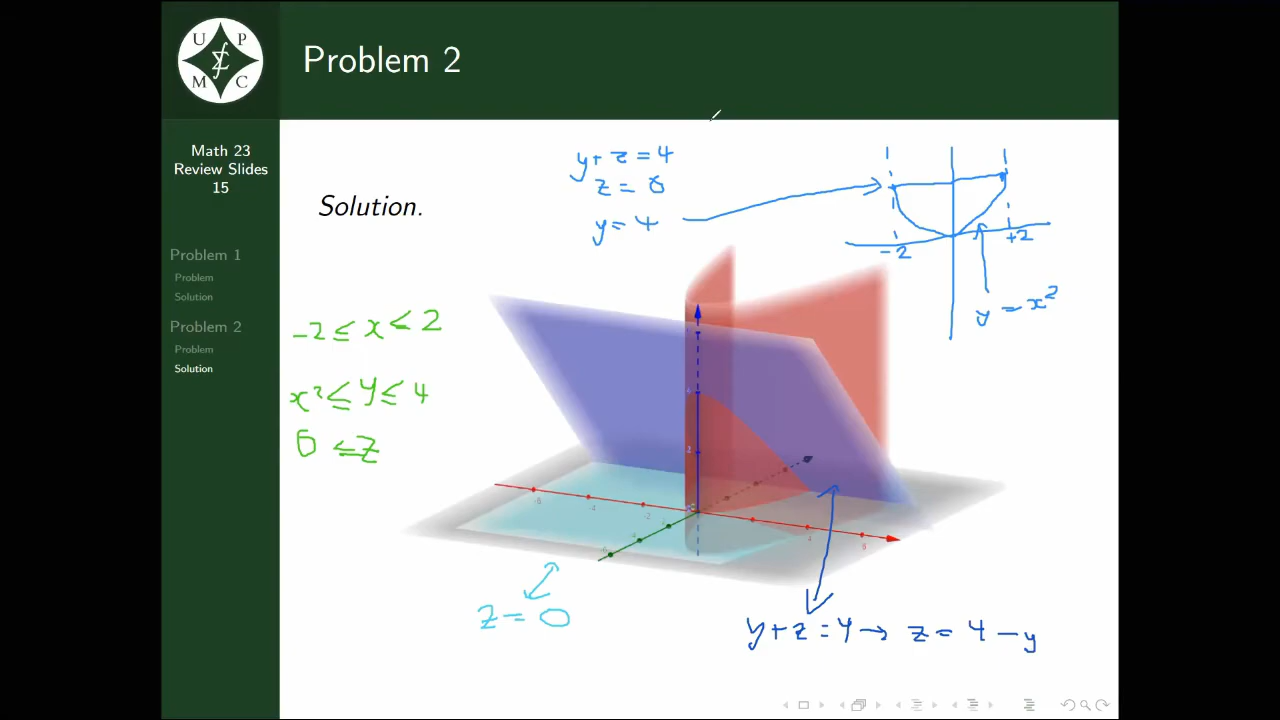 U P
M C
Problem 2
Math 23
Review Slides
15
Problem 1
Problem
Solution
Problem 2
Problem
Solution
Solution.
y + z = 4
z = 0
y = 4
-2
+2
y = x²
-2 ≤ x ≤ 2
x² ≤ y ≤ 4
0 ≤ z
z = 0
y + z = 4 → z = 4 - y